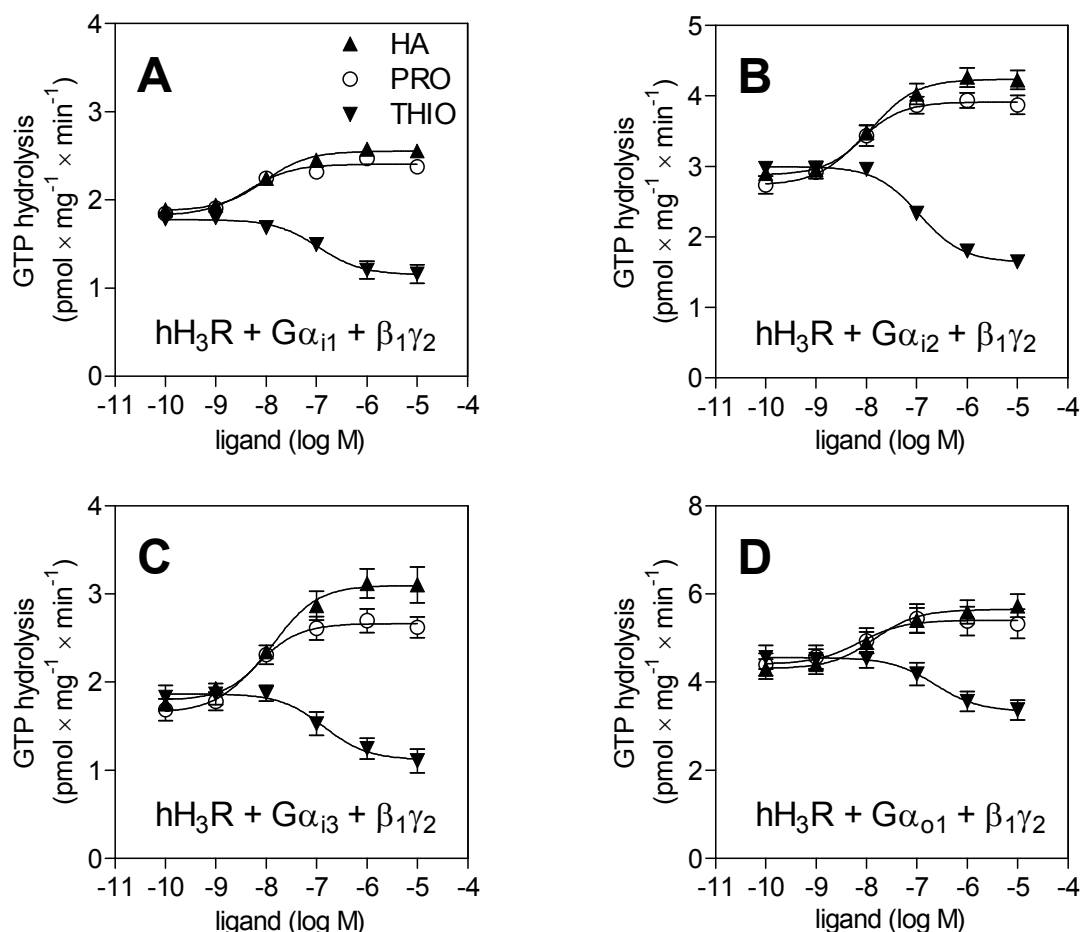 A
HA
PRO
THIO
GTP hydrolysis
(pmol × mg⁻¹ × min⁻¹)
4
3
2
1
0
hH₃R + Gα_i1 + β₁γ₂
-11 -10 -9 -8 -7 -6 -5 -4
ligand (log M)
B
GTP hydrolysis
(pmol × mg⁻¹ × min⁻¹)
5
4
3
2
1
0
hH₃R + Gα_i2 + β₁γ₂
-11 -10 -9 -8 -7 -6 -5 -4
ligand (log M)
C
GTP hydrolysis
(pmol × mg⁻¹ × min⁻¹)
4
3
2
1
0
hH₃R + Gα_i3 + β₁γ₂
-11 -10 -9 -8 -7 -6 -5 -4
ligand (log M)
D
GTP hydrolysis
(pmol × mg⁻¹ × min⁻¹)
8
6
4
2
0
hH₃R + Gα_o1 + β₁γ₂
-11 -10 -9 -8 -7 -6 -5 -4
ligand (log M)